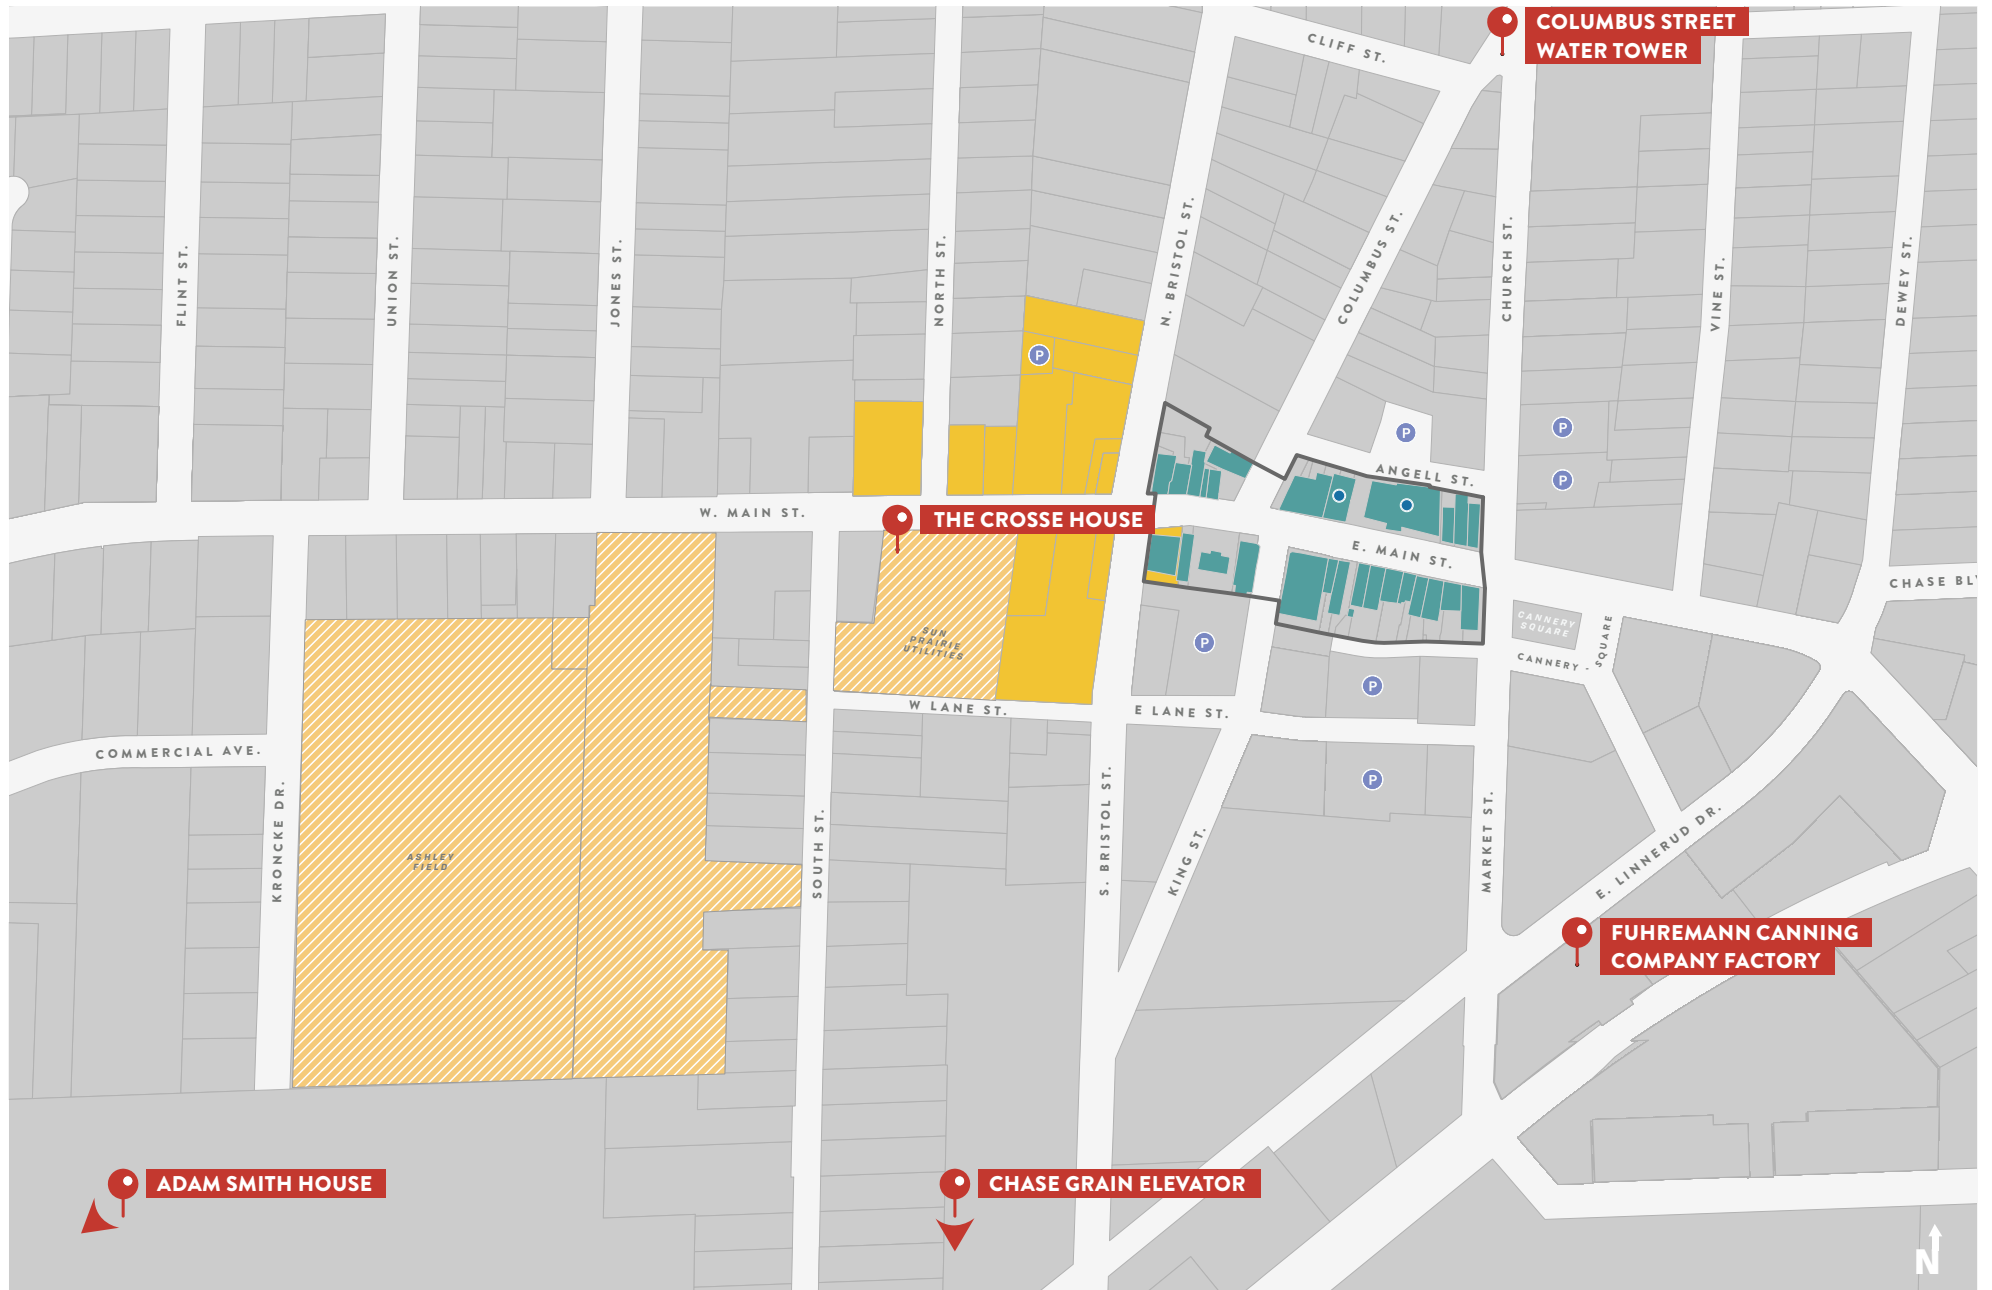 COLUMBUS STREET
WATER TOWER
CLIFF ST.
FLINT ST.
UNION ST.
JONES ST.
NORTH ST.
N. BRISTOL ST.
COLUMBUS ST.
CHURCH ST.
VINE ST.
DEWEY ST.
P
P
P
P
ANGELL ST.
W. MAIN ST.
THE CROSSE HOUSE
E. MAIN ST.
CHASE BLV
CANNERY
SQUARE
SUN
PRAIRIE
UTILITIES
P
P
CANNERY
SQUARE
W LANE ST.
E LANE ST.
COMMERCIAL AVE.
P
KRONCKE DR.
ASHLEY
FIELD
SOUTH ST.
S. BRISTOL ST.
KING ST.
MARKET ST.
E. LINNERUD DR.
FUHREMANN CANNING
COMPANY FACTORY
ADAM SMITH HOUSE
CHASE GRAIN ELEVATOR
N